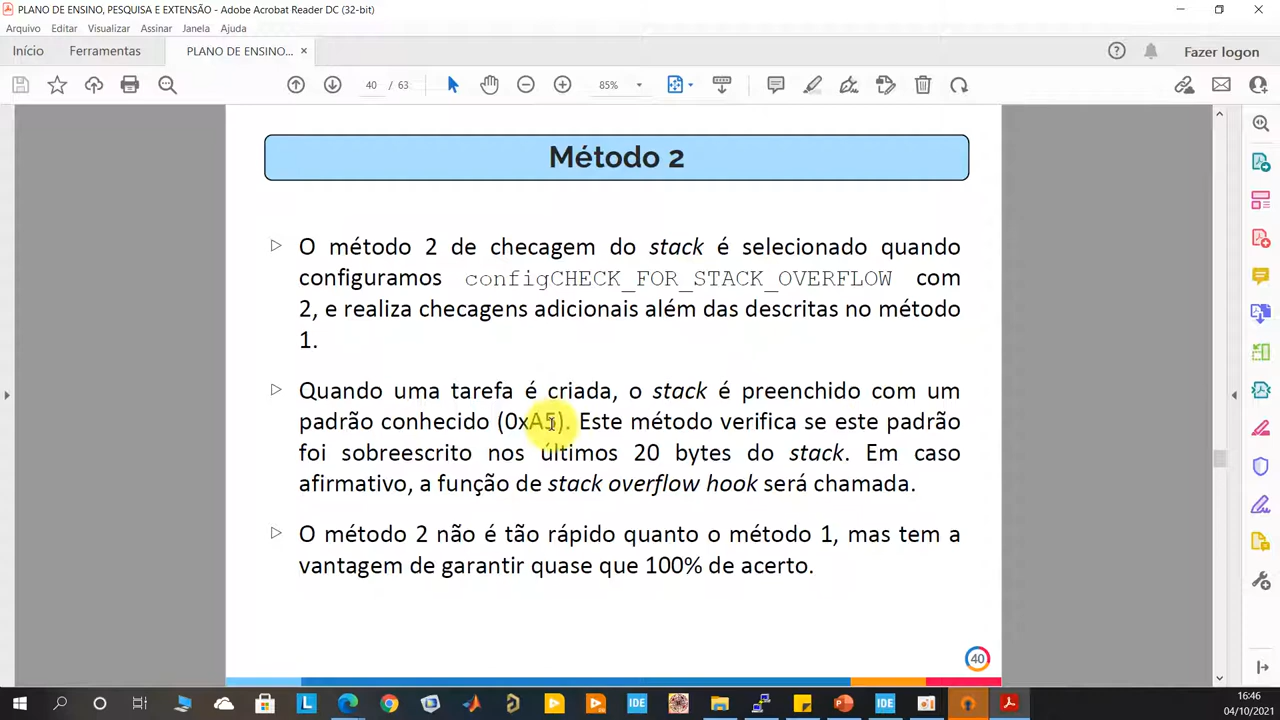 PLANO DE ENSINO, PESQUISA E EXTENSÃO - Adobe Acrobat Reader DC (32-bit)
Arquivo Editar Visualizar Assinar Janela Ajuda
Início Ferramentas PLANO DE ENSINO... × Fazer logon
40 / 63 85%
Método 2
O método 2 de checagem do stack é selecionado quando
configuramos configCHECK_FOR_STACK_OVERFLOW com
2, e realiza checagens adicionais além das descritas no método
1.
Quando uma tarefa é criada, o stack é preenchido com um
padrão conhecido (0xA5). Este método verifica se este padrão
foi sobreescrito nos últimos 20 bytes do stack. Em caso
afirmativo, a função de stack overflow hook será chamada.
O método 2 não é tão rápido quanto o método 1, mas tem a
vantagem de garantir quase que 100% de acerto.
40
L IDE IDE
16:46
04/10/2021